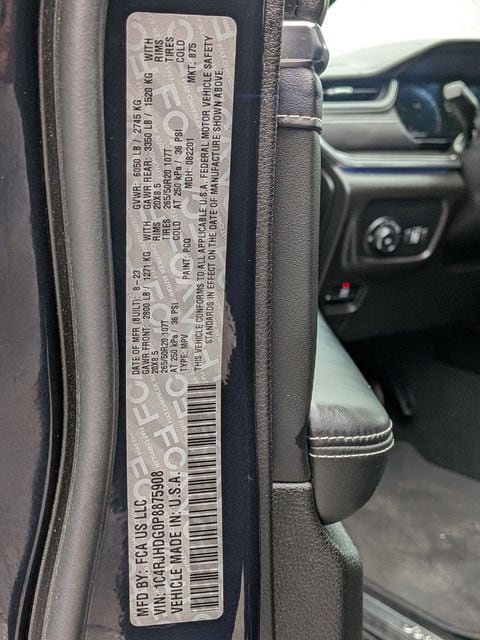 MFD BY: FCA US LLC
DATE OF MFR (BUILT): 8-23
GVWR: 6050 LB / 2745 KG
GAWR FRONT: 2800 LB / 1271 KG
WITH
GAWR REAR: 3350 LB / 1520 KG
WITH
20X8.5
RIMS
20X8.5
RIMS
265/50R20 107T
TIRES
265/50R20 107T
TIRES
AT 250 kPa / 36 PSI
COLD
AT 250 kPa / 36 PSI
COLD
TYPE: MPV
PAINT: PCQ
MDH: 082201
MKT: 875
THIS VEHICLE CONFORMS TO ALL APPLICABLE U.S.A. FEDERAL MOTOR VEHICLE SAFETY
STANDARDS IN EFFECT ON THE DATE OF MANUFACTURE SHOWN ABOVE.
VIN: 1C4RJHDG0P8875908
VEHICLE MADE IN: U.S.A.